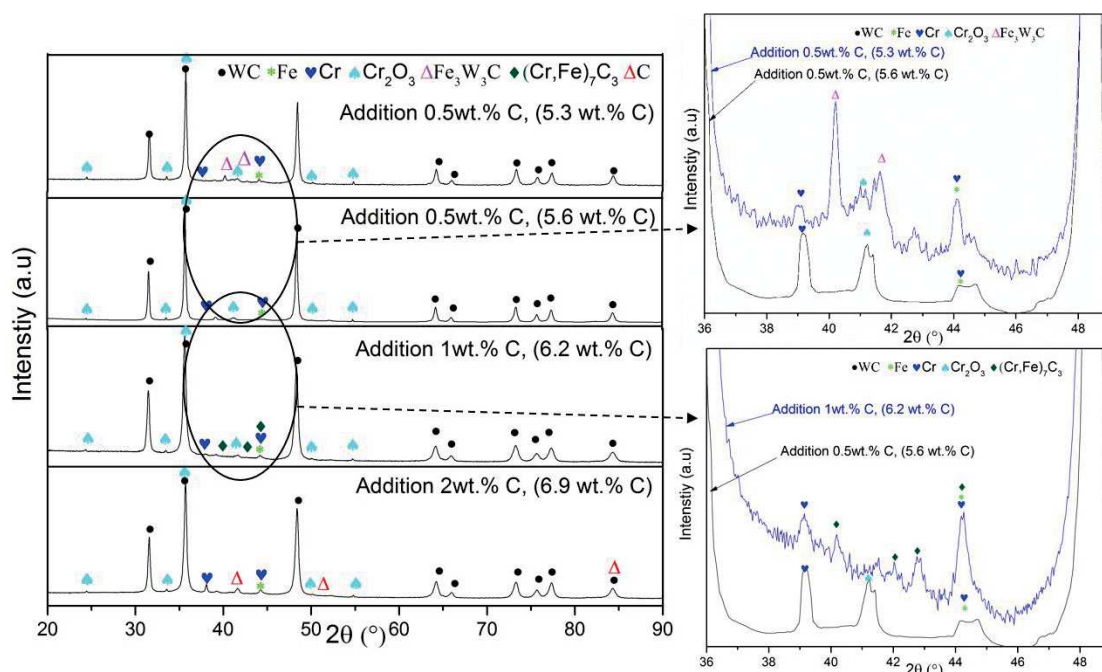 WC Fe Cr Cr2O3 Fe3W3C (Cr,Fe)7C3 C
Addition 0.5wt.% C, (5.3 wt.% C)
Addition 0.5wt.% C, (5.6 wt.% C)
Addition 1wt.% C, (6.2 wt.% C)
Addition 2wt.% C, (6.9 wt.% C)
Intenstiy (a.u)
Intenstiy (a.u)
20 30 40 50 60 70 80 90
2θ (°)
WC Fe Cr Cr2O3 Fe3W3C
Addition 0.5wt.% C, (5.3 wt.% C)
Addition 0.5wt.% C, (5.6 wt.% C)
Intenstiy (a.u)
36 38 40 42 44 46 48
2θ (°)
WC Fe Cr Cr2O3 (Cr,Fe)7C3
Addition 1wt.% C, (6.2 wt.% C)
Addition 0.5wt.% C, (5.6 wt.% C)
Intenstiy (a.u)
36 38 40 42 44 46 48
2θ (°)